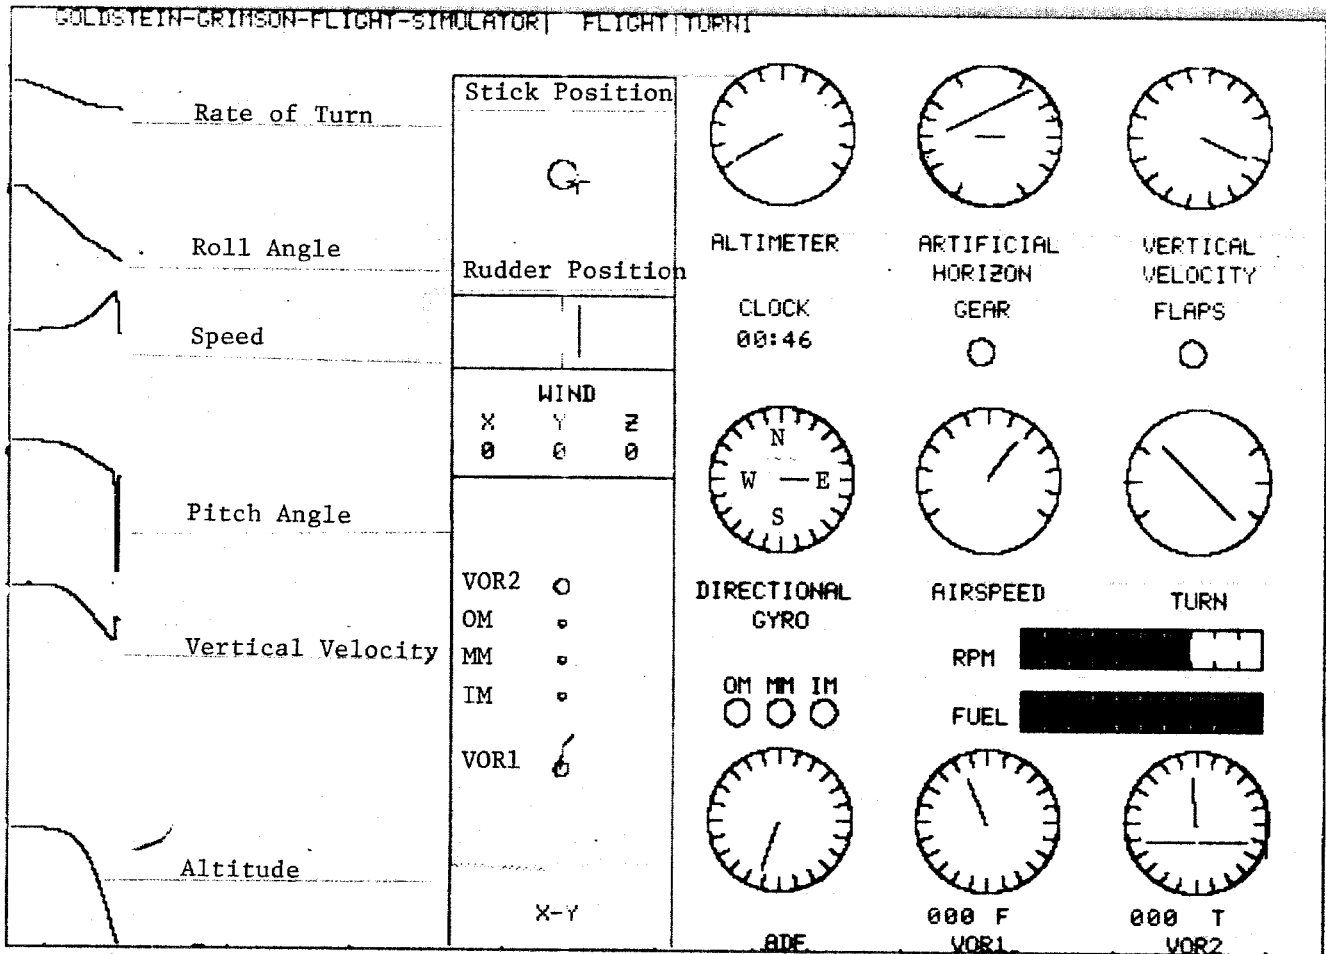 GOLDSTEIN-GRIMSON-FLIGHT-SIMULATOR| FLIGHT|TURN1
Rate of Turn
Roll Angle
Speed
Pitch Angle
Vertical Velocity
Altitude
Stick Position
Rudder Position
WIND
X Y Z
0 0 0
VOR2
OM
MM
IM
VOR1
X-Y
ALTIMETER
ARTIFICIAL
HORIZON
VERTICAL
VELOCITY
CLOCK
00:46
GEAR
FLAPS
N
W E
S
DIRECTIONAL
GYRO
AIRSPEED
TURN
RPM
FUEL
OM MM IM
ADF
000 F
VOR1
000 T
VOR2